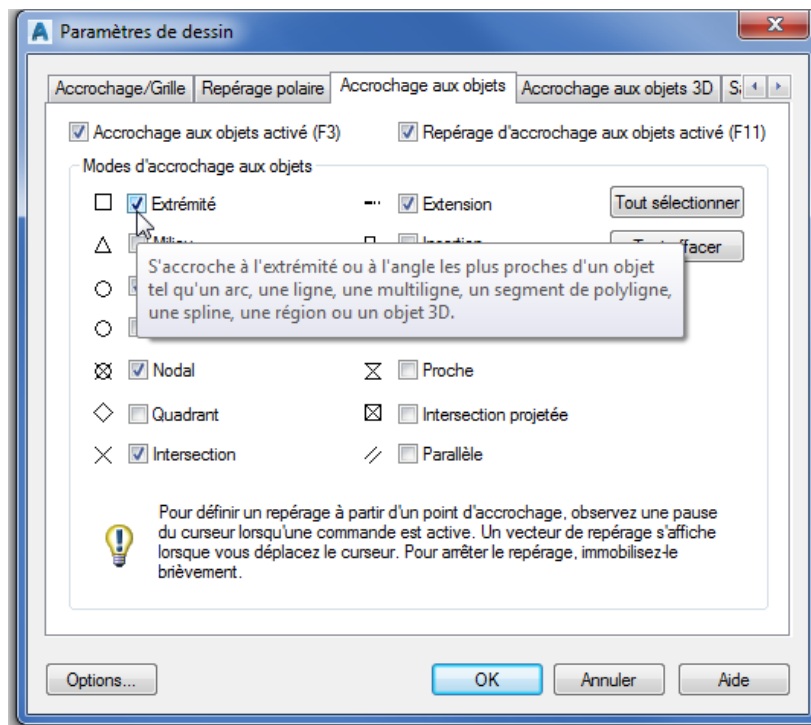 Paramètres de dessin
Accrochage/Grille Repérage polaire Accrochage aux objets Accrochage aux objets 3D
Accrochage aux objets activé (F3) Repérage d'accrochage aux objets activé (F11)
Modes d'accrochage aux objets
Extrémité Extension Tout sélectionner
S'accroche à l'extrémité ou à l'angle les plus proches d'un objet
tel qu'un arc, une ligne, une multiligne, un segment de polyligne,
une spline, une région ou un objet 3D.
Nodal Proche
Quadrant Intersection projetée
Intersection Parallèle
Pour définir un repérage à partir d'un point d'accrochage, observez une pause
du curseur lorsqu'une commande est active. Un vecteur de repérage s'affiche
lorsque vous déplacez le curseur. Pour arrêter le repérage, immobilisez-le
brièvement.
Options... OK Annuler Aide